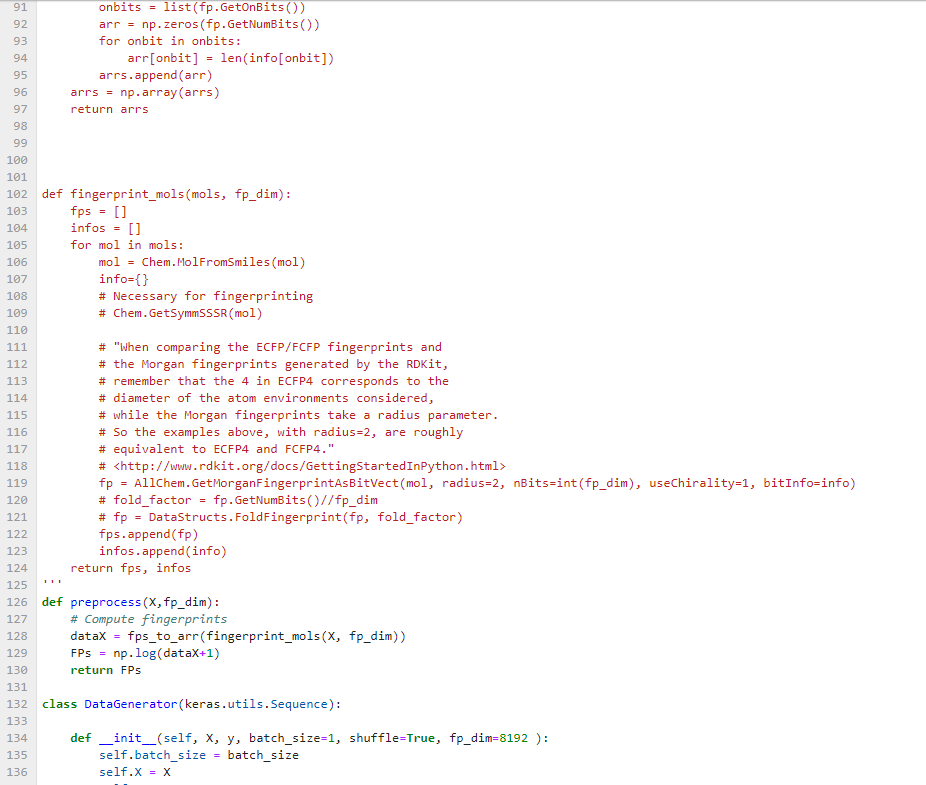 91 onbits = list(fp.GetOnBits())
92 arr = np.zeros(fp.GetNumBits())
93 for onbit in onbits:
94 arr[onbit] = len(info[onbit])
95 arrs.append(arr)
96 arrs = np.array(arrs)
97 return arrs
98
99
100
101
102 def fingerprint_mols(mols, fp_dim):
103 fps = []
104 infos = []
105 for mol in mols:
106 mol = Chem.MolFromSmiles(mol)
107 info={}
108 # Necessary for fingerprinting
109 # Chem.GetSymmSSSR(mol)
110
111 # "When comparing the ECFP/FCFP fingerprints and
112 # the Morgan fingerprints generated by the RDKit,
113 # remember that the 4 in ECFP4 corresponds to the
114 # diameter of the atom environments considered,
115 # while the Morgan fingerprints take a radius parameter.
116 # So the examples above, with radius=2, are roughly
117 # equivalent to ECFP4 and FCFP4."
118 # <http://www.rdkit.org/docs/GettingStartedInPython.html>
119 fp = AllChem.GetMorganFingerprintAsBitVect(mol, radius=2, nBits=int(fp_dim), useChirality=1, bitInfo=info)
120 # fold_factor = fp.GetNumBits()//fp_dim
121 # fp = DataStructs.FoldFingerprint(fp, fold_factor)
122 fps.append(fp)
123 infos.append(info)
124 return fps, infos
125 '''
126 def preprocess(X,fp_dim):
127 # Compute fingerprints
128 dataX = fps_to_arr(fingerprint_mols(X, fp_dim))
129 FPs = np.log(dataX+1)
130 return FPs
131
132 class DataGenerator(keras.utils.Sequence):
133
134 def __init__(self, X, y, batch_size=1, shuffle=True, fp_dim=8192 ):
135 self.batch_size = batch_size
136 self.X = X